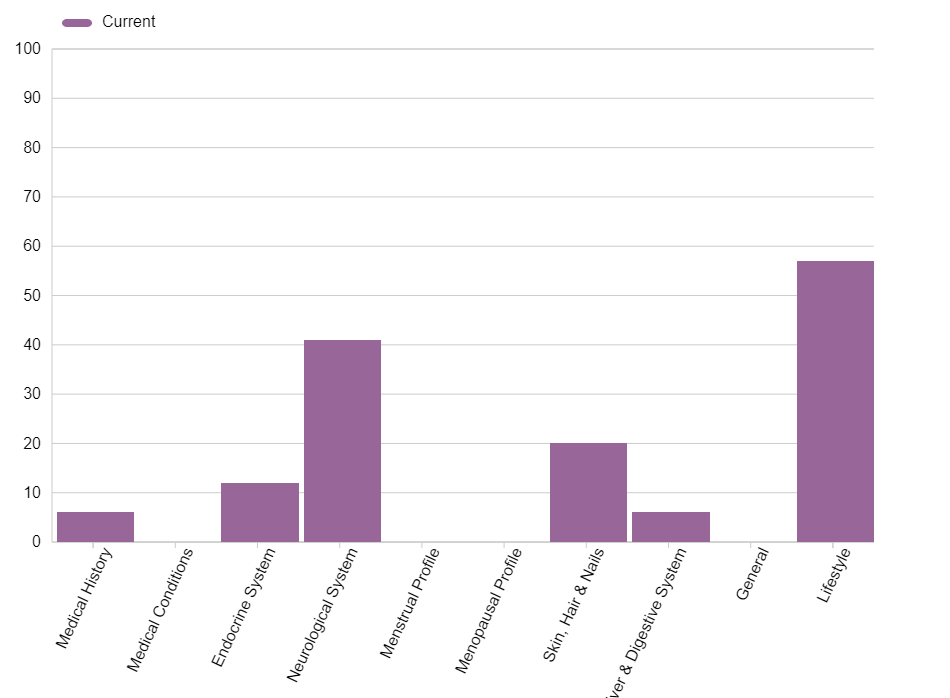 Current
100
90
80
70
60
50
40
30
20
10
0
Medical History
Medical Conditions
Endocrine System
Neurological System
Menstrual Profile
Menopausal Profile
Skin, Hair & Nails
iver & Digestive System
General
Lifestyle